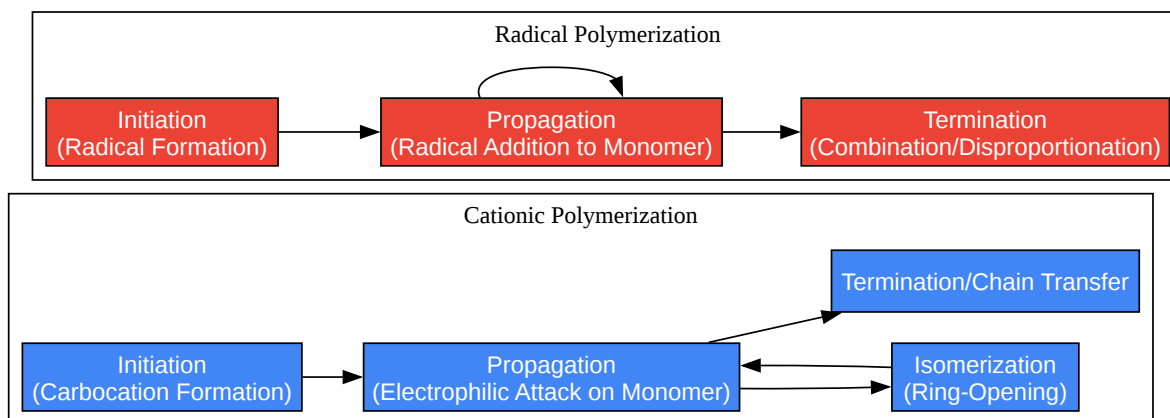 Radical Polymerization
Initiation
(Radical Formation)
Propagation
(Radical Addition to Monomer)
Termination
(Combination/Disproportionation)
Cationic Polymerization
Termination/Chain Transfer
Initiation
(Carbocation Formation)
Propagation
(Electrophilic Attack on Monomer)
Isomerization
(Ring-Opening)